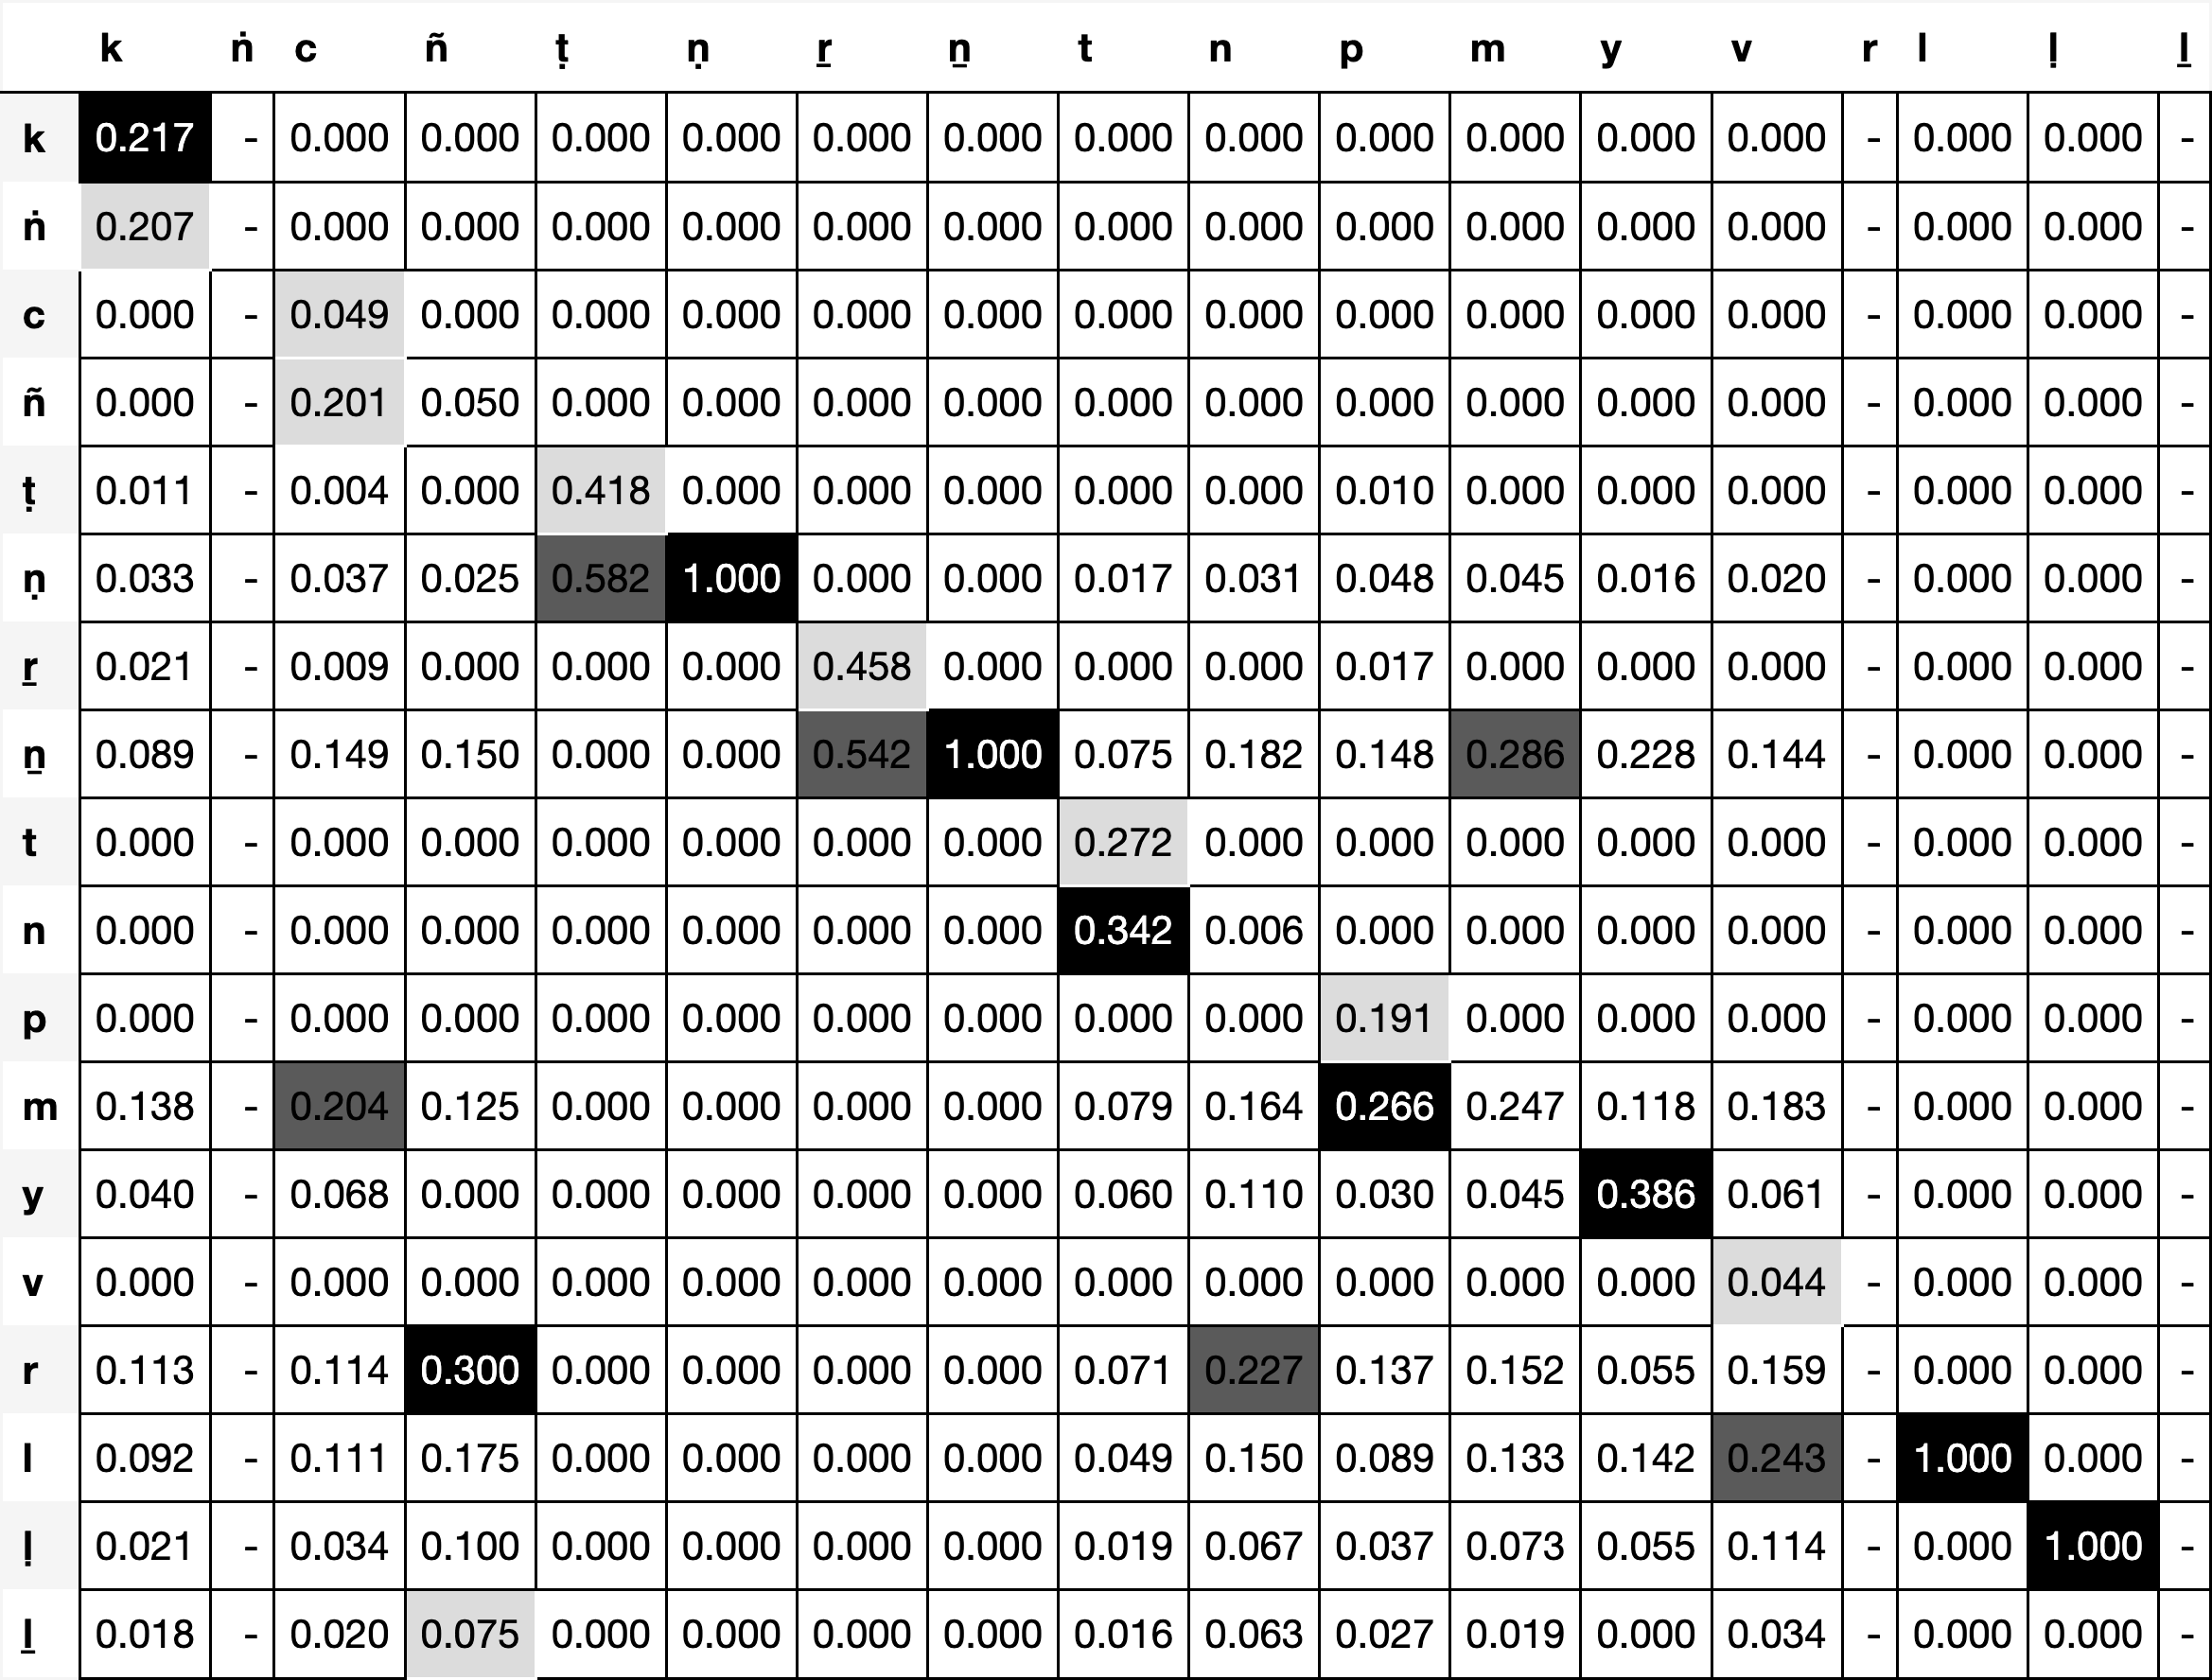 k ṅ c ñ ṭ ṇ ṟ ṉ t n p m y v r l ḷ ḻ
k 0.217 - 0.000 0.000 0.000 0.000 0.000 0.000 0.000 0.000 0.000 0.000 0.000 0.000 - 0.000 0.000 -
ṅ 0.207 - 0.000 0.000 0.000 0.000 0.000 0.000 0.000 0.000 0.000 0.000 0.000 0.000 - 0.000 0.000 -
c 0.000 - 0.049 0.000 0.000 0.000 0.000 0.000 0.000 0.000 0.000 0.000 0.000 0.000 - 0.000 0.000 -
ñ 0.000 - 0.201 0.050 0.000 0.000 0.000 0.000 0.000 0.000 0.000 0.000 0.000 0.000 - 0.000 0.000 -
ṭ 0.011 - 0.004 0.000 0.418 0.000 0.000 0.000 0.000 0.000 0.010 0.000 0.000 0.000 - 0.000 0.000 -
ṇ 0.033 - 0.037 0.025 0.582 1.000 0.000 0.000 0.017 0.031 0.048 0.045 0.016 0.020 - 0.000 0.000 -
ṟ 0.021 - 0.009 0.000 0.000 0.000 0.458 0.000 0.000 0.000 0.017 0.000 0.000 0.000 - 0.000 0.000 -
ṉ 0.089 - 0.149 0.150 0.000 0.000 0.542 1.000 0.075 0.182 0.148 0.286 0.228 0.144 - 0.000 0.000 -
t 0.000 - 0.000 0.000 0.000 0.000 0.000 0.000 0.272 0.000 0.000 0.000 0.000 0.000 - 0.000 0.000 -
n 0.000 - 0.000 0.000 0.000 0.000 0.000 0.000 0.342 0.006 0.000 0.000 0.000 0.000 - 0.000 0.000 -
p 0.000 - 0.000 0.000 0.000 0.000 0.000 0.000 0.000 0.000 0.191 0.000 0.000 0.000 - 0.000 0.000 -
m 0.138 - 0.204 0.125 0.000 0.000 0.000 0.000 0.079 0.164 0.266 0.247 0.118 0.183 - 0.000 0.000 -
y 0.040 - 0.068 0.000 0.000 0.000 0.000 0.000 0.060 0.110 0.030 0.045 0.386 0.061 - 0.000 0.000 -
v 0.000 - 0.000 0.000 0.000 0.000 0.000 0.000 0.000 0.000 0.000 0.000 0.000 0.044 - 0.000 0.000 -
r 0.113 - 0.114 0.300 0.000 0.000 0.000 0.000 0.071 0.227 0.137 0.152 0.055 0.159 - 0.000 0.000 -
l 0.092 - 0.111 0.175 0.000 0.000 0.000 0.000 0.049 0.150 0.089 0.133 0.142 0.243 - 1.000 0.000 -
ḷ 0.021 - 0.034 0.100 0.000 0.000 0.000 0.000 0.019 0.067 0.037 0.073 0.055 0.114 - 0.000 1.000 -
ḻ 0.018 - 0.020 0.075 0.000 0.000 0.000 0.000 0.016 0.063 0.027 0.019 0.000 0.034 - 0.000 0.000 -